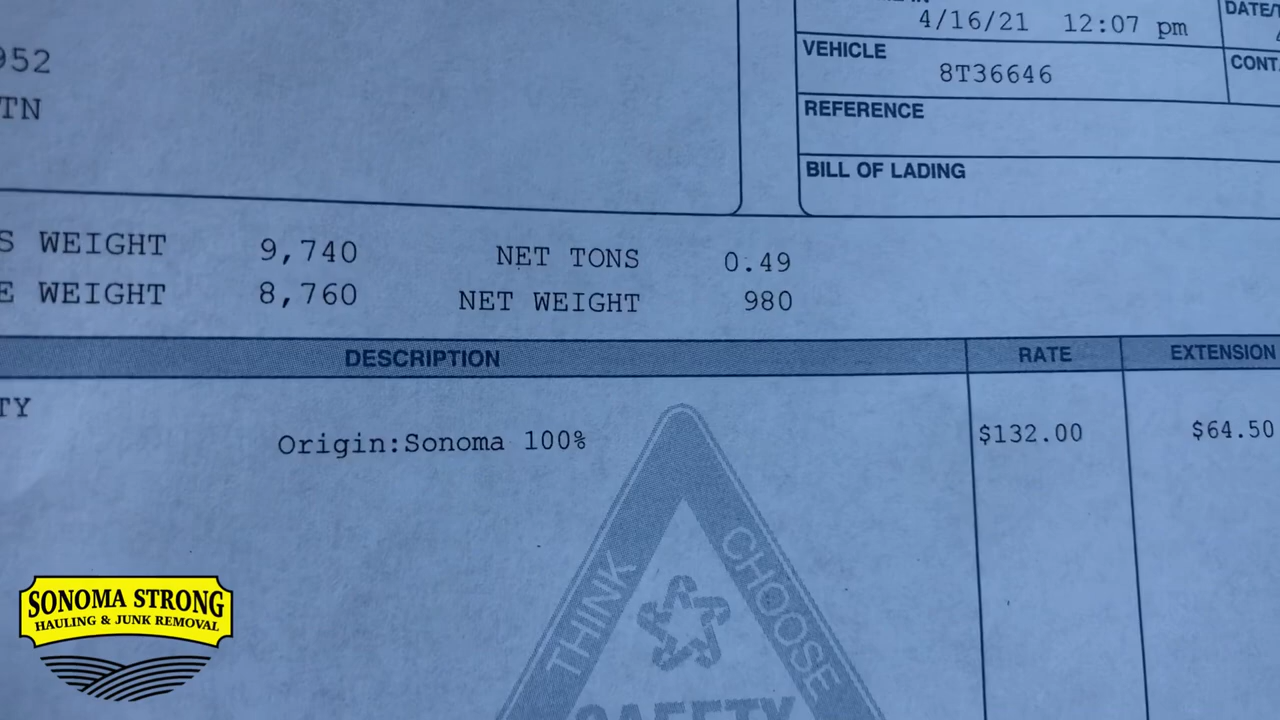 952
TN
4/16/21 12:07 pm
DATE/T
VEHICLE
8T36646
CONT.
REFERENCE
BILL OF LADING
S WEIGHT 9,740 NET TONS 0.49
E WEIGHT 8,760 NET WEIGHT 980
DESCRIPTION RATE EXTENSION
TY
Origin:Sonoma 100% $132.00 $64.50
THINK
CHOOSE
SAFETY
SONOMA STRONG
HAULING & JUNK REMOVAL